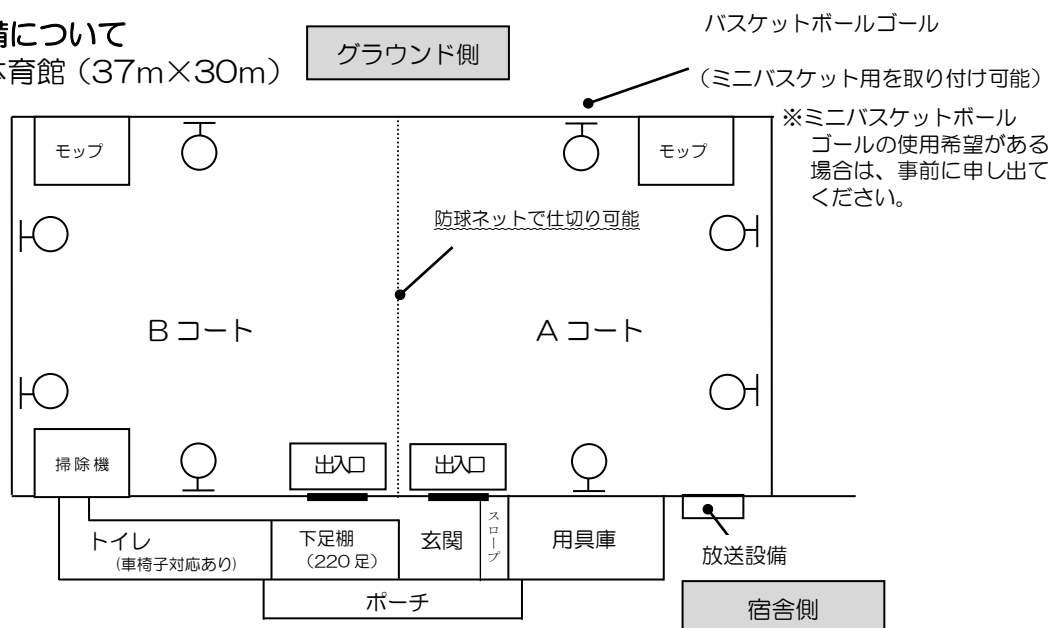 備について
体育館（37m×30m）
グラウンド側
バスケットボールゴール
（ミニバスケット用を取り付け可能）
※ミニバスケットボール
ゴールの使用希望がある
場合は、事前に申し出て
ください。
モップ
モップ
防球ネットで仕切り可能
Bコート
Aコート
掃除機
出入口
出入口
トイレ
(車椅子対応あり)
下足棚
（220足）
玄関
スロープ
用具庫
放送設備
ポーチ
宿舎側